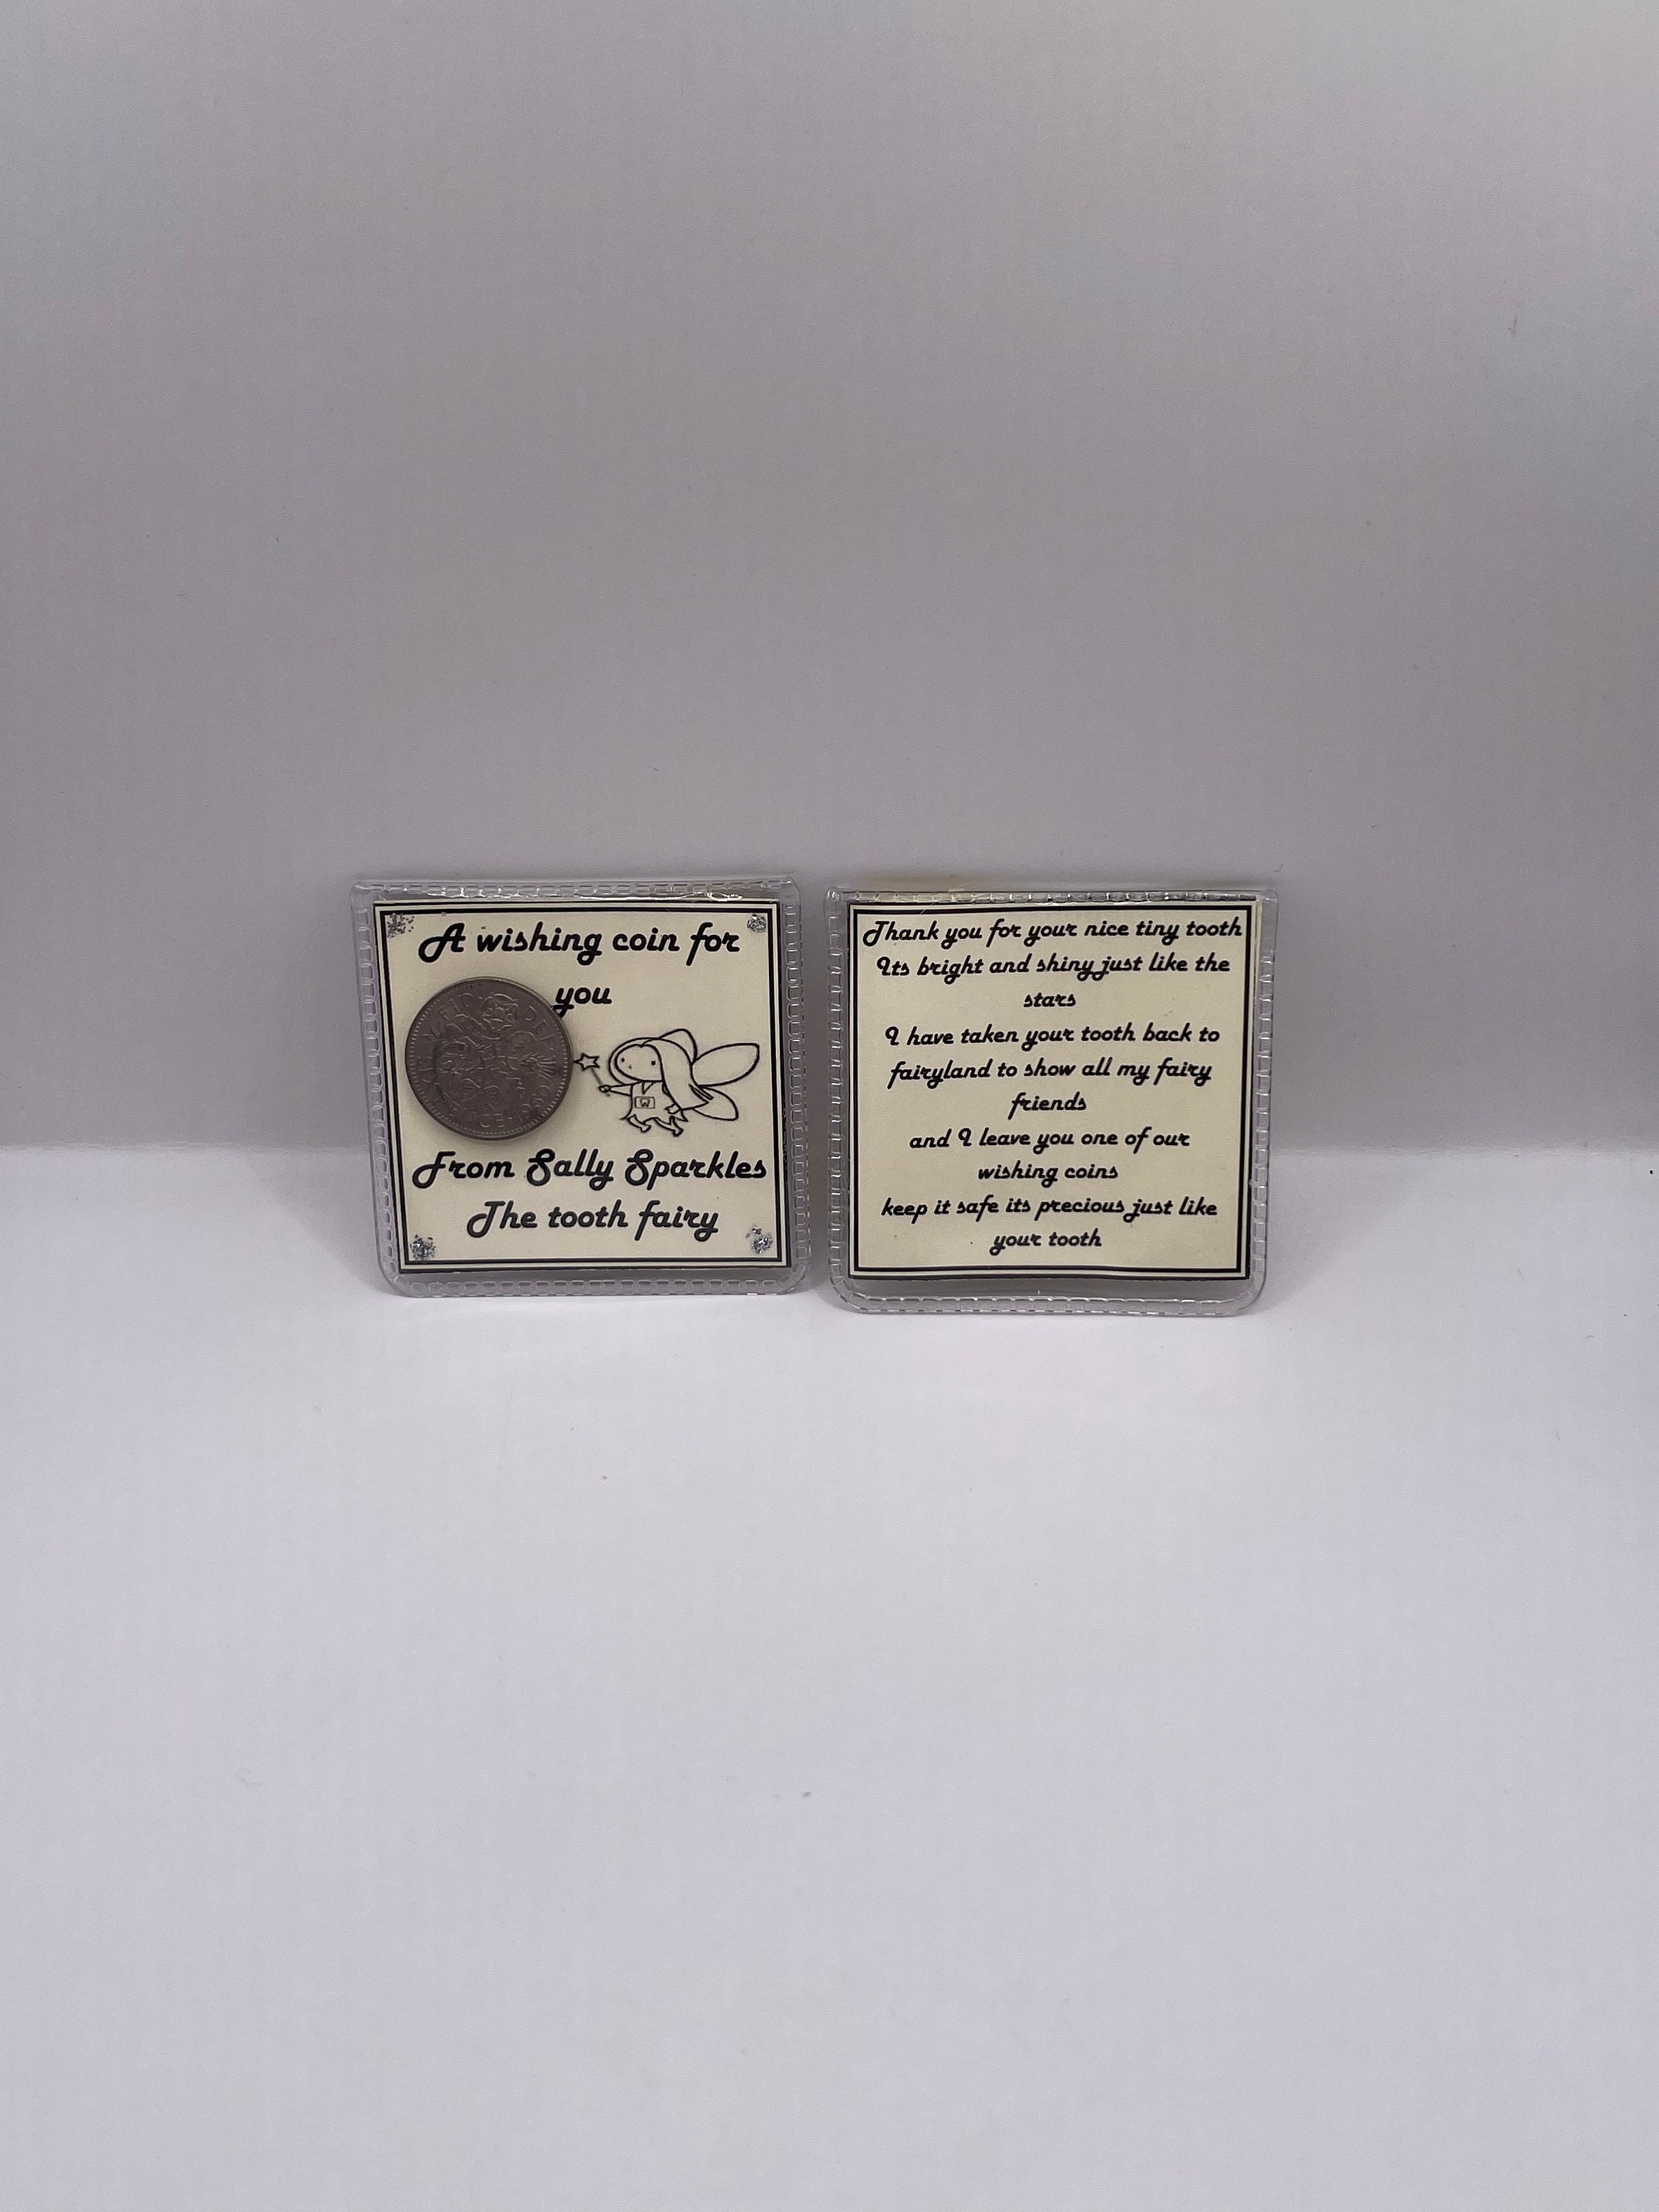 A wishing coin for
you
From Sally Sparkles
The tooth fairy
Thank you for your nice tiny tooth
Its bright and shiny just like the
stars
I have taken your tooth back to
fairyland to show all my fairy
friends
and I leave you one of our
wishing coins
keep it safe its precious just like
your tooth